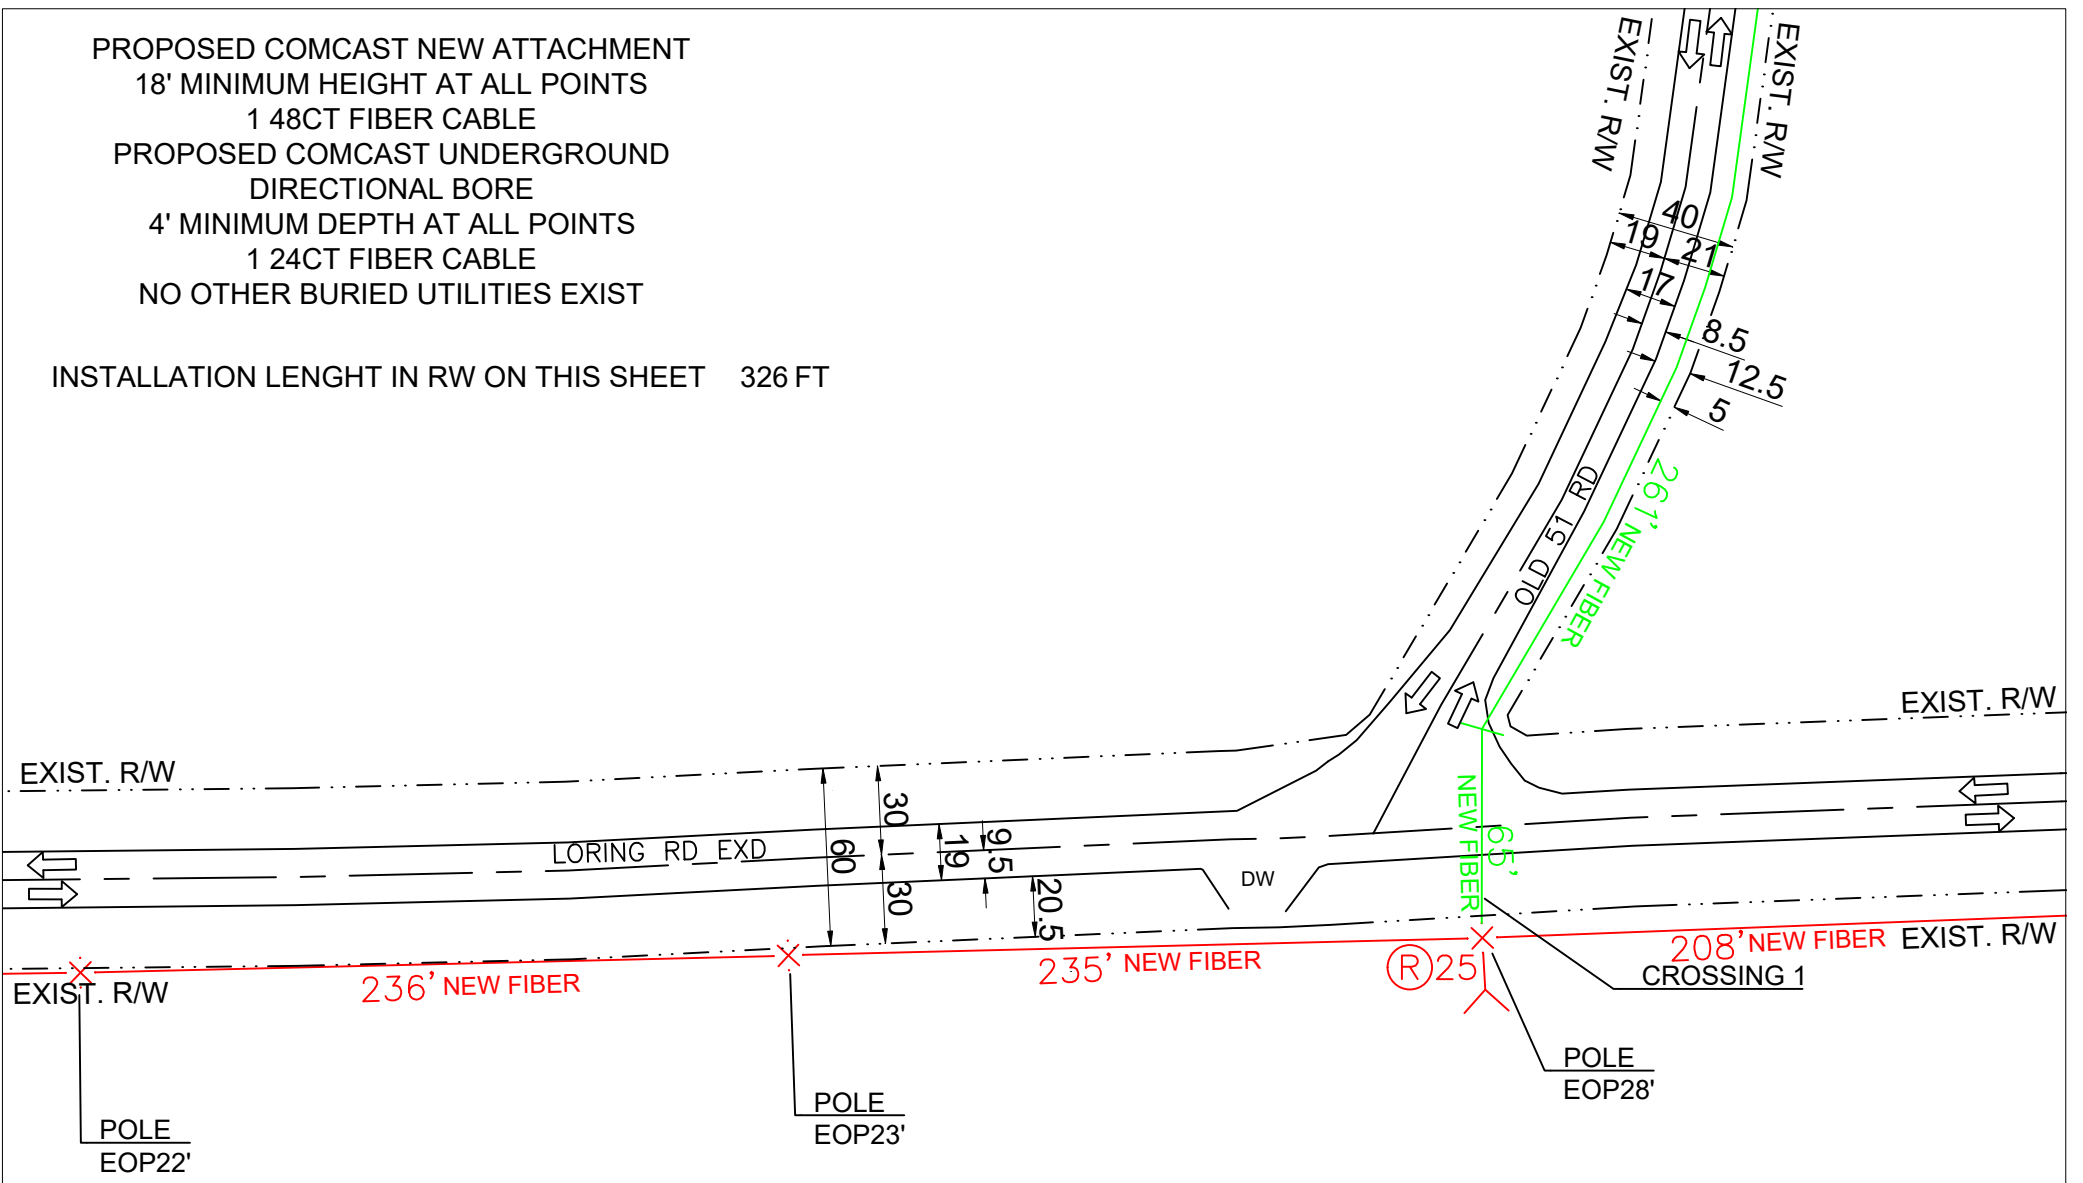 PROPOSED COMCAST NEW ATTACHMENT
18' MINIMUM HEIGHT AT ALL POINTS
1 48CT FIBER CABLE
PROPOSED COMCAST UNDERGROUND
DIRECTIONAL BORE
4' MINIMUM DEPTH AT ALL POINTS
1 24CT FIBER CABLE
NO OTHER BURIED UTILITIES EXIST
INSTALLATION LENGHT IN RW ON THIS SHEET 326 FT
EXIST. R/W
EXIST. R/W
40
19
21
17
8.5
12.5
5
261' NEW FIBER
OLD 51 RD
EXIST. R/W
EXIST. R/W
LORING RD EXD
60
30
30
19
9.5
20.5
DW
65'
NEW FIBER
EXIST. R/W
236' NEW FIBER
235' NEW FIBER
R 25
208' NEW FIBER
EXIST. R/W
CROSSING 1
POLE
EOP28'
POLE
EOP23'
POLE
EOP22'